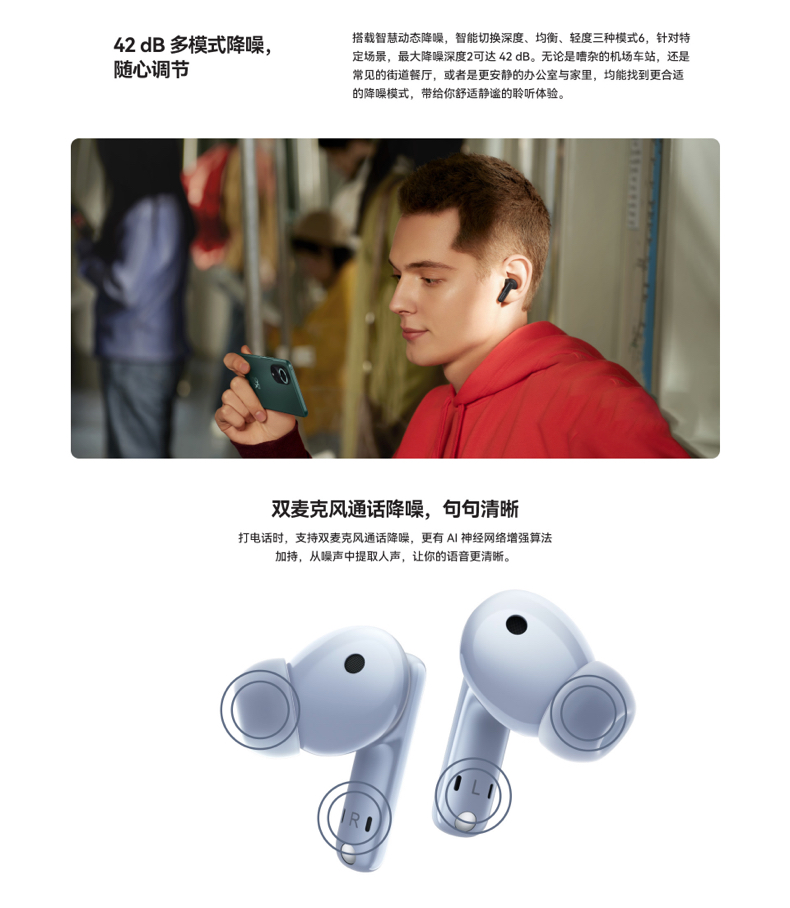 42 dB 多模式降噪，
随心调节
搭载智慧动态降噪，智能切换深度、均衡、轻度三种模式6，针对特
定场景，最大降噪深度2可达 42 dB。无论是嘈杂的机场车站，还是
常见的街道餐厅，或者是更安静的办公室与家里，均能找到更合适
的降噪模式，带给你舒适静谧的聆听体验。
双麦克风通话降噪，句句清晰
打电话时，支持双麦克风通话降噪，更有 AI 神经网络增强算法
加持，从噪声中提取人声，让你的语音更清晰。
L
R